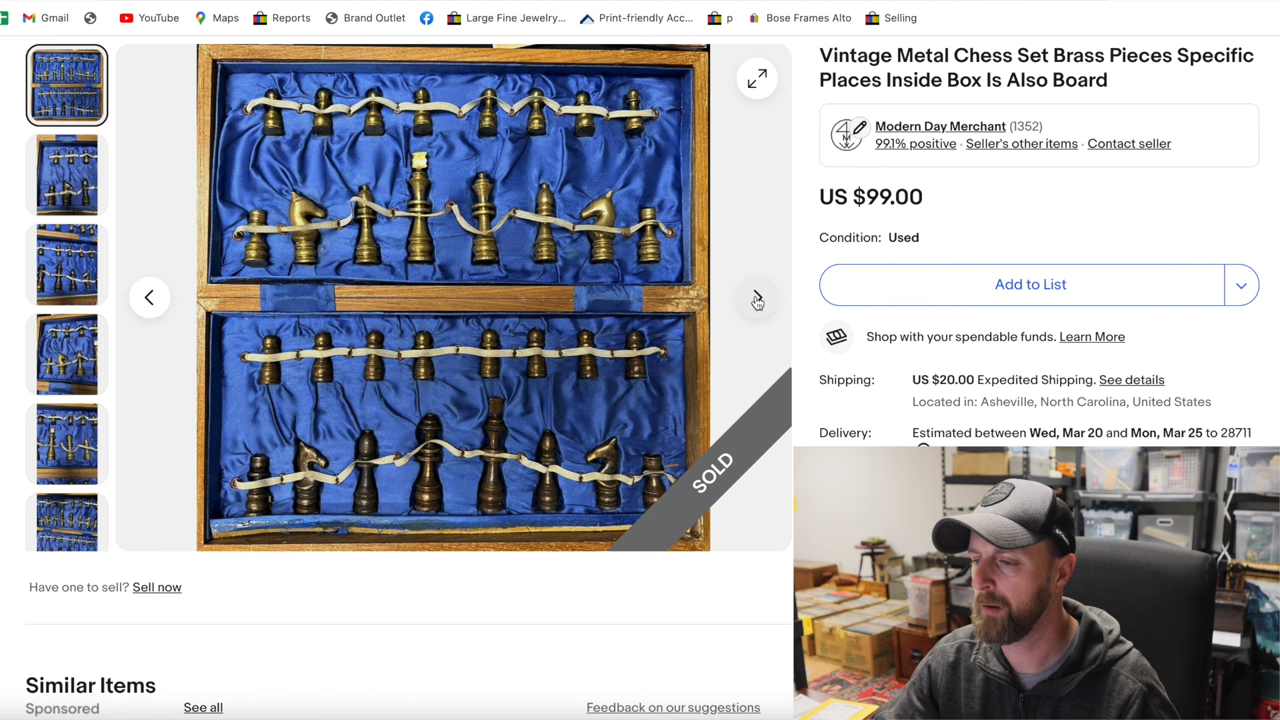 Gmail
YouTube
Maps
Reports
Brand Outlet
Large Fine Jewelry...
Print-friendly Acc...
p
Bose Frames Alto
Selling
Vintage Metal Chess Set Brass Pieces Specific
Places Inside Box Is Also Board
Modern Day Merchant (1352)
99.1% positive · Seller's other items · Contact seller
US $99.00
Condition: Used
Add to List
Shop with your spendable funds. Learn More
Shipping: US $20.00 Expedited Shipping. See details
Located in: Asheville, North Carolina, United States
Delivery: Estimated between Wed, Mar 20 and Mon, Mar 25 to 28711
SOLD
Have one to sell? Sell now
Similar Items
Sponsored
See all
Feedback on our suggestions